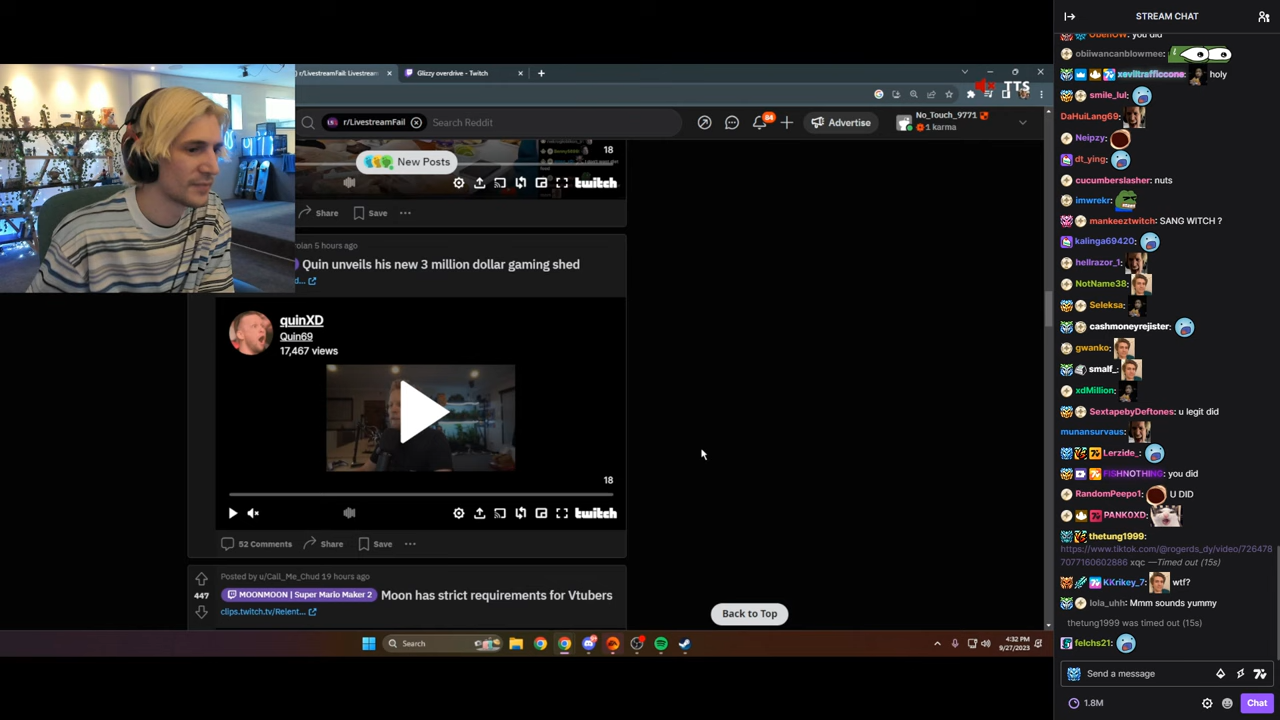 r/LivestreamFail: Livestream
Glizzy overdrive - Twitch
TTS
r/LivestreamFail
Search Reddit
84
Advertise
No_Touch_9771
1 karma
18
New Posts
twitch
Share
Save
5 hours ago
Quin unveils his new 3 million dollar gaming shed
quinXD
Quin69
17,467 views
18
twitch
52 Comments
Share
Save
Posted by u/Call_Me_Chud 19 hours ago
447
MOONMOON | Super Mario Maker 2
Moon has strict requirements for Vtubers
clips.twitch.tv/Relent...
Back to Top
Search
4:32 PM
9/27/2023
STREAM CHAT
you did
obiiwancanblowmee:
xeviltrafficcone: holy
smile_lul:
DaHuiLang69:
Neipzy:
dt_ying:
cucumberslasher: nuts
imwrekr:
mankeeztwitch: SANG WITCH ?
kalinga69420:
hellrazor_1:
NotName38:
Seleksa:
cashmoneyrejister:
gwanko:
smalf_:
xdMillion:
SextapebyDeftones: u legit did
munansurvaus:
Lerzide_:
FISHNOTHING: you did
RandomPeepo1: U DID
PANK0XD:
thetung1999:
https://www.tiktok.com/@rogerds_dy/video/726478
7077160602886 xqc —Timed out (15s)
KKrikey_7: wtf?
lola_uhh: Mmm sounds yummy
thetung1999 was timed out (15s)
felchs21:
Send a message
1.8M
Chat